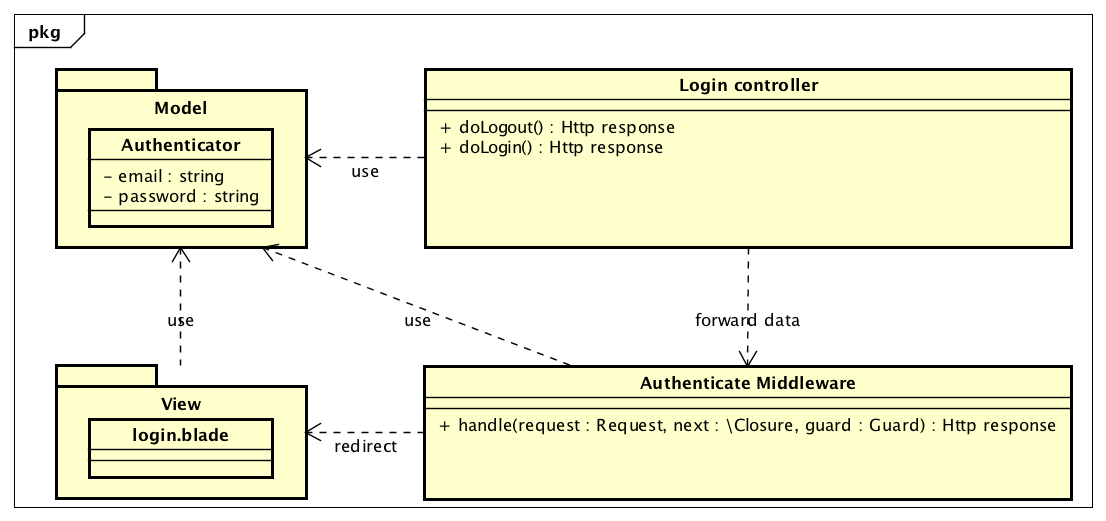 pkg
Model
Authenticator
- email : string
- password : string
Login controller
+ doLogout() : Http response
+ doLogin() : Http response
use
use
use
forward data
View
login.blade
redirect
Authenticate Middleware
+ handle(request : Request, next : \Closure, guard : Guard) : Http response